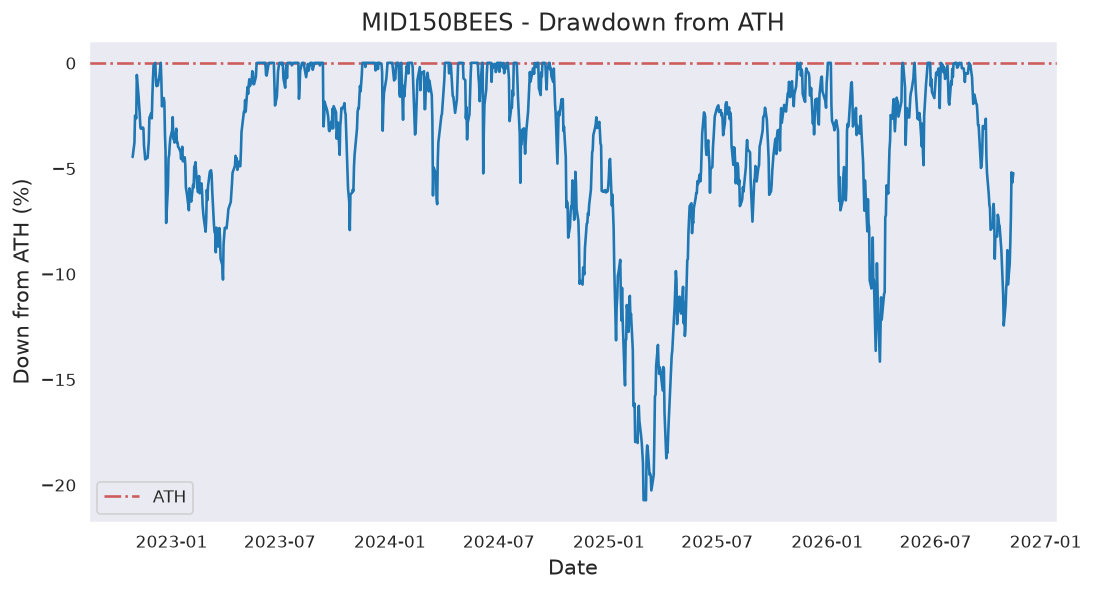 MID150BEES - Drawdown from ATH
Down from ATH (%)
0
−5
−10
−15
−20
ATH
2023-01 2023-07 2024-01 2024-07 2025-01 2025-07 2026-01 2026-07 2027-01
Date